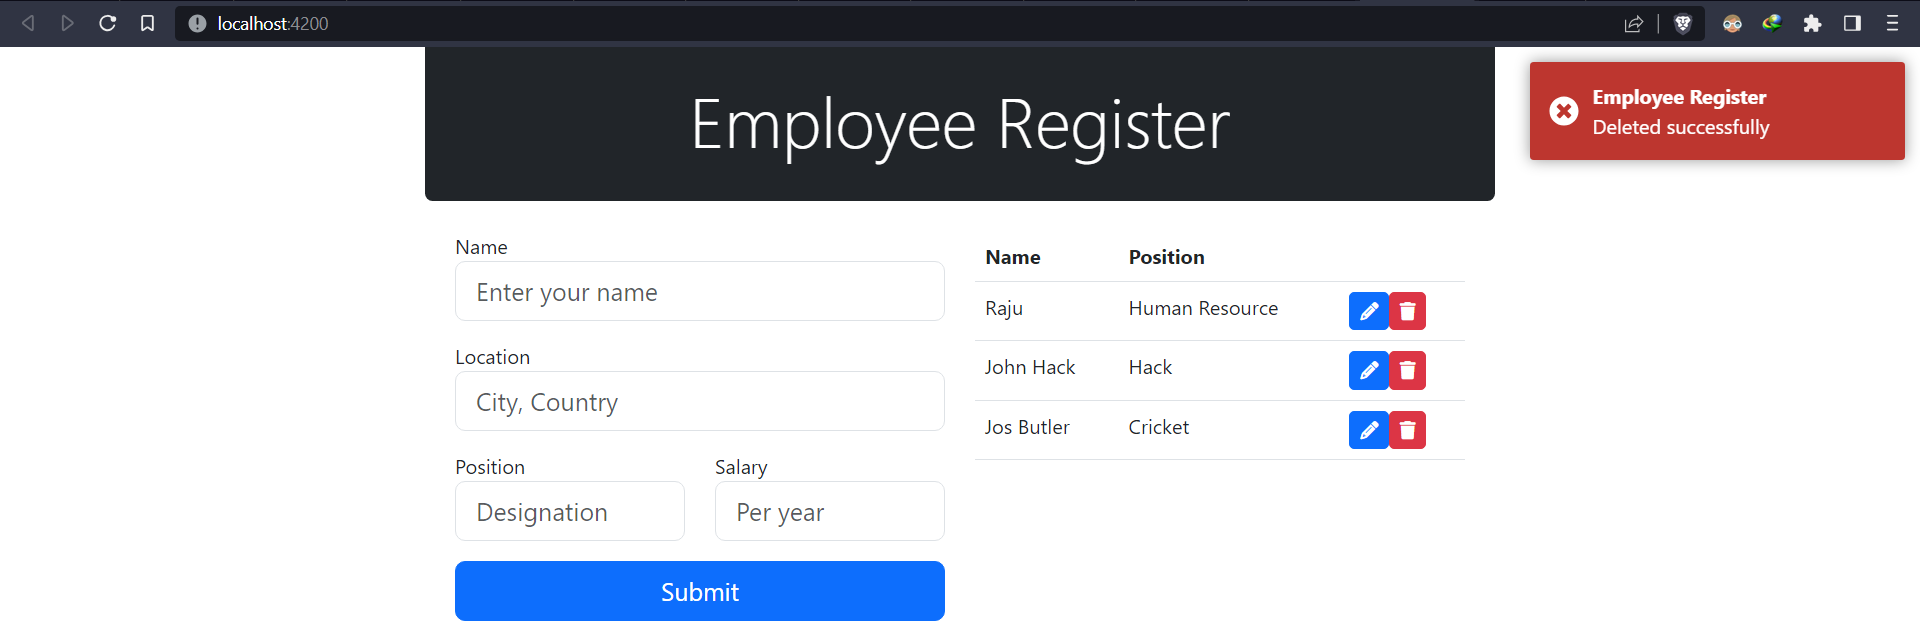 localhost:4200
Employee Register
Employee Register
Deleted successfully
Name
Enter your name
Location
City, Country
Position Salary
Designation Per year
Submit
Name Position
Raju Human Resource
John Hack Hack
Jos Butler Cricket